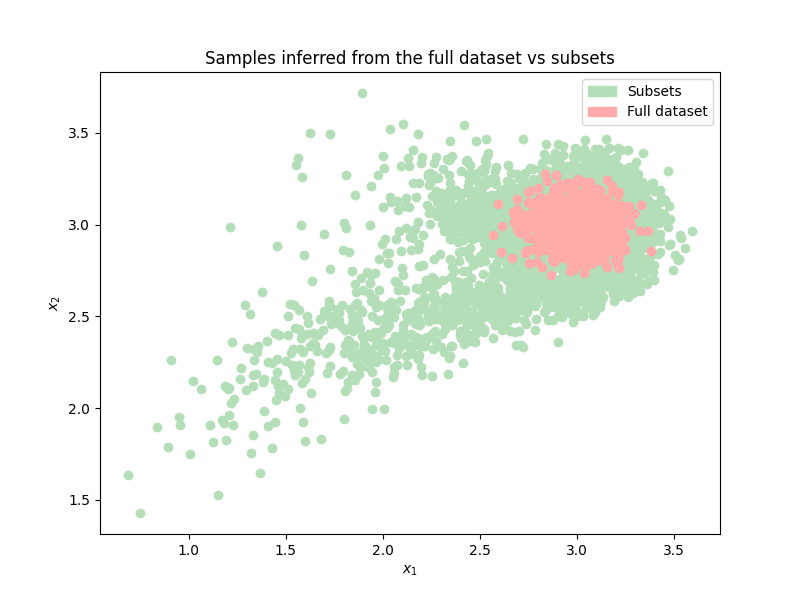 Samples inferred from the full dataset vs subsets
Subsets
Full dataset
3.5
3.0
2.5
2.0
1.5
x₂
1.0 1.5 2.0 2.5 3.0 3.5
x₁